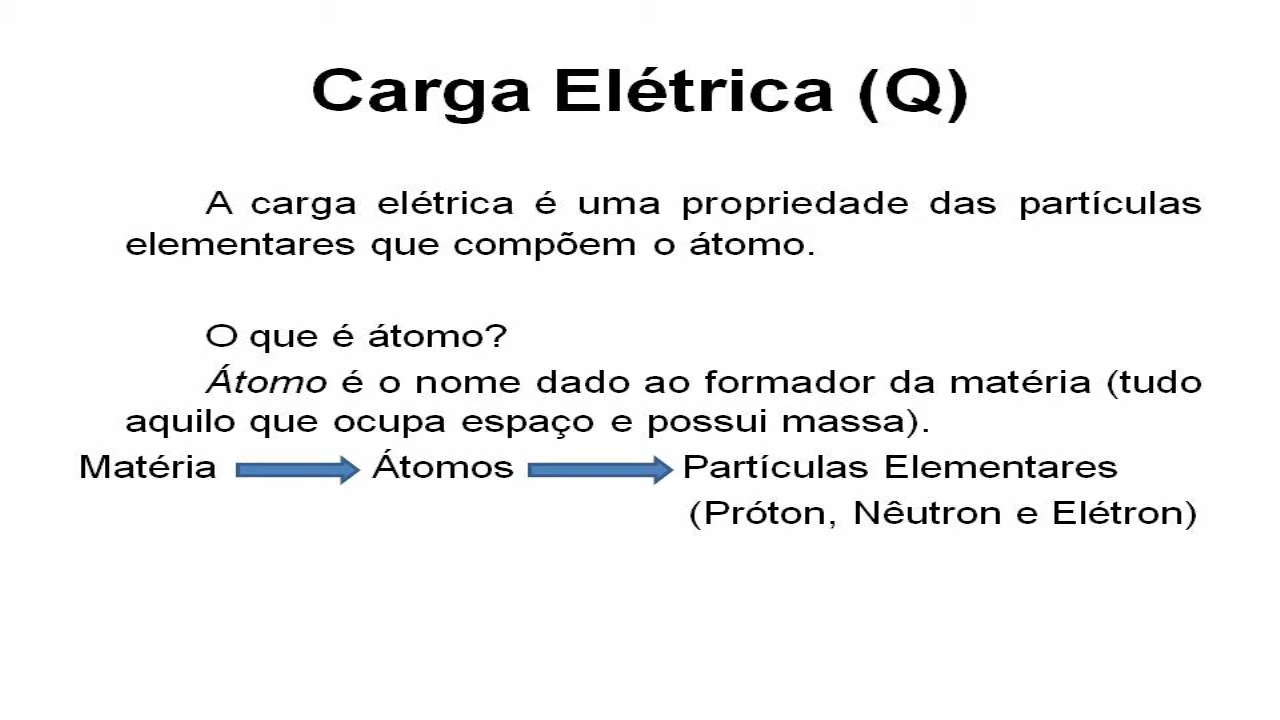 Carga Elétrica (Q)
A carga elétrica é uma propriedade das partículas
elementares que compõem o átomo.
O que é átomo?
Átomo é o nome dado ao formador da matéria (tudo
aquilo que ocupa espaço e possui massa).
Matéria Átomos Partículas Elementares
(Próton, Nêutron e Elétron)